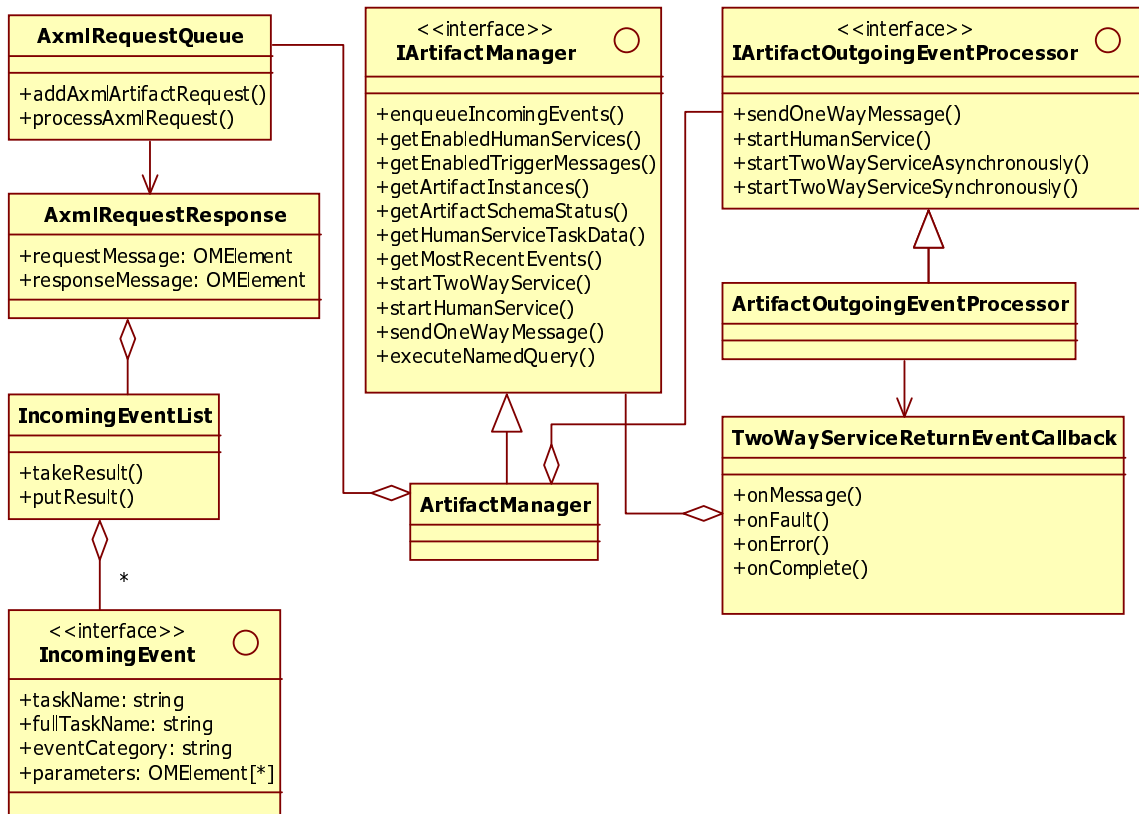 AxmlRequestQueue
+addAxmlArtifactRequest()
+processAxmlRequest()
AxmlRequestResponse
+requestMessage: OMElement
+responseMessage: OMElement
IncomingEventList
+takeResult()
+putResult()
*
<<interface>>
IncomingEvent
+taskName: string
+fullTaskName: string
+eventCategory: string
+parameters: OMElement[*]
<<interface>>
IArtifactManager
+enqueueIncomingEvents()
+getEnabledHumanServices()
+getEnabledTriggerMessages()
+getArtifactInstances()
+getArtifactSchemaStatus()
+getHumanServiceTaskData()
+getMostRecentEvents()
+startTwoWayService()
+startHumanService()
+sendOneWayMessage()
+executeNamedQuery()
ArtifactManager
<<interface>>
IArtifactOutgoingEventProcessor
+sendOneWayMessage()
+startHumanService()
+startTwoWayServiceAsynchronously()
+startTwoWayServiceSynchronously()
ArtifactOutgoingEventProcessor
TwoWayServiceReturnEventCallback
+onMessage()
+onFault()
+onError()
+onComplete()